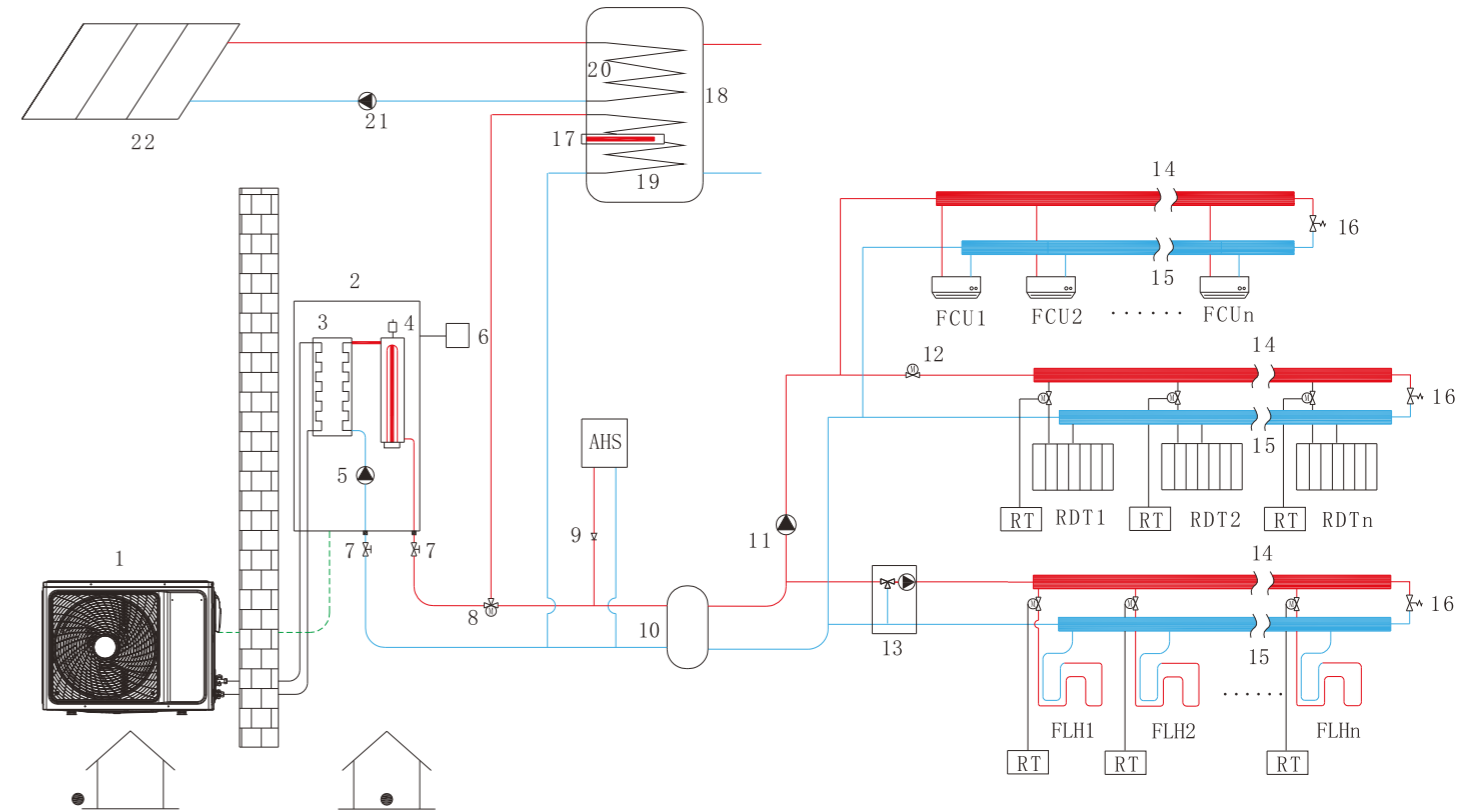 20
18
21
22
17
19
14
16
15
FCU1 FCU2 ······ FCUn
2
3 4
6
5
12 14
16
15
RT RDT1 RT RDT2 RT RDTn
AHS
9
11
7 7
1
8
10
13
14
16
15
······
FLH1 FLH2 FLHn
RT RT RT
M
M
M
M
M
M
M
M